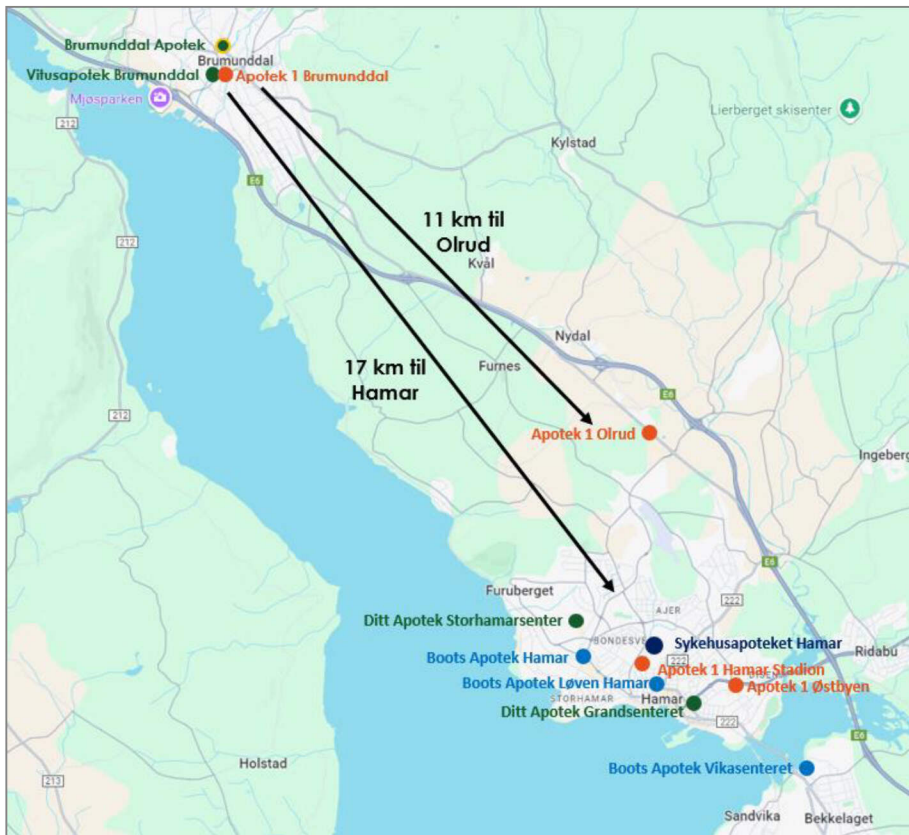 Brumunddal Apotek
Brumunddal
Vitusapotek Brumunddal
Apotek 1 Brumunddal
Mjøsparken
Lierberget skisenter
212
E6
Kylstad
11 km til
Olrud
212
Kvål
Nydal
17 km til
Hamar
Furnes
E6
212
Apotek 1 Olrud
Ingeberg
E6
Furuberget
222
AJER
Ditt Apotek Storhamarsenter
BONDESVE
Sykehusapoteket Hamar
Ridabu
Boots Apotek Hamar
222
Apotek 1 Hamar Stadion
Boots Apotek Løven Hamar
Apotek 1 Østbyen
STORHAMAR
Hamar
Ditt Apotek Grandsenteret
222
E6
Holstad
Boots Apotek Vikasenteret
213
Sandvika
Bekkelaget